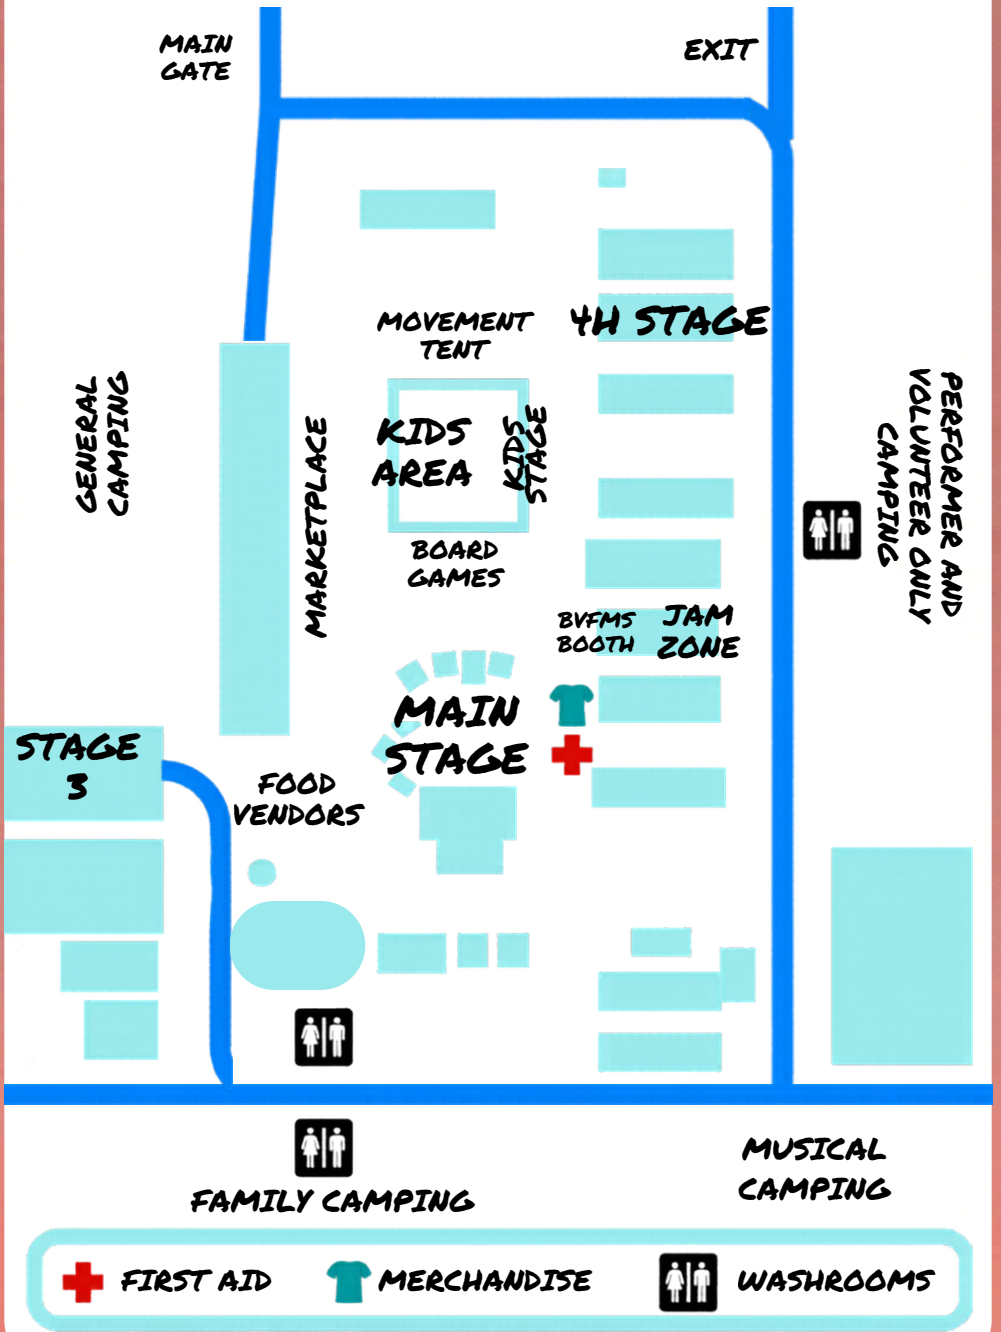 MAIN
GATE
EXIT
MOVEMENT
TENT
4H STAGE
GENERAL
CAMPING
MARKETPLACE
KIDS
AREA
KIDS
STAGE
PERFORMER AND
VOLUNTEER ONLY
CAMPING
BOARD
GAMES
BVFMS
BOOTH
JAM
ZONE
MAIN
STAGE
STAGE
3
FOOD
VENDORS
FAMILY CAMPING
MUSICAL
CAMPING
FIRST AID
MERCHANDISE
WASHROOMS